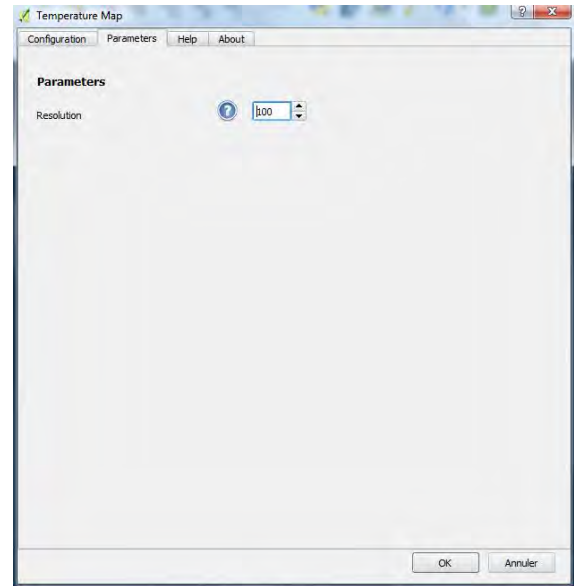 Temperature Map
Configuration Parameters Help About
Parameters
Resolution 100
OK Annuler